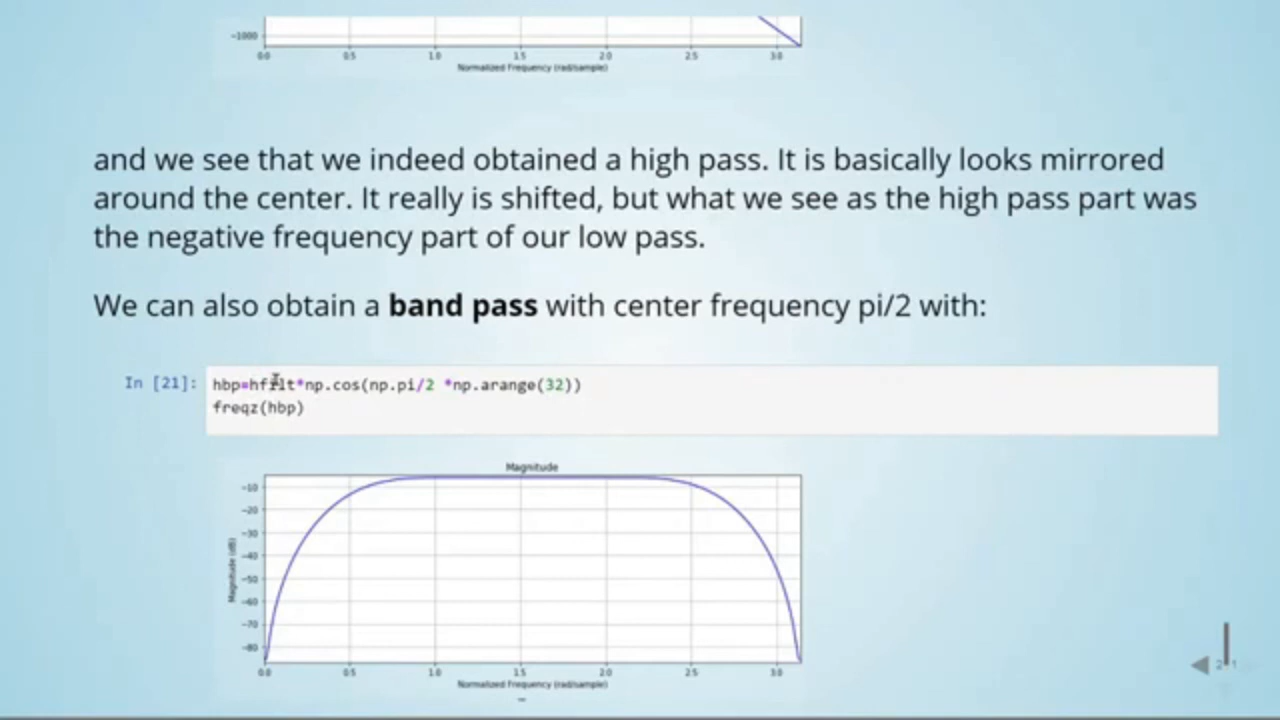 -1000
0.0 0.5 1.0 1.5 2.0 2.5 3.0
Normalized Frequency (rad/sample)
and we see that we indeed obtained a high pass. It is basically looks mirrored
around the center. It really is shifted, but what we see as the high pass part was
the negative frequency part of our low pass.
We can also obtain a band pass with center frequency pi/2 with:
In [21]: hbp=hfilt*np.cos(np.pi/2 *np.arange(32))
freqz(hbp)
Magnitude
Magnitude (dB)
-10
-20
-30
-40
-50
-60
-70
-80
0.0 0.5 1.0 1.5 2.0 2.5 3.0
Normalized Frequency (rad/sample)